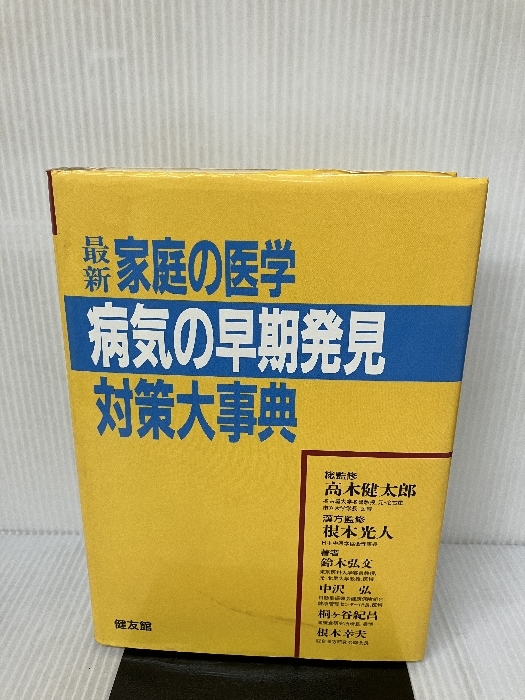 最新
家庭の医学
病気の早期発見
対策大事典
総監修
高木健太郎
漢方監修
根本光人
著者
鈴木弘文
中沢 弘
桐ヶ谷紀昌
根本幸夫
健友館